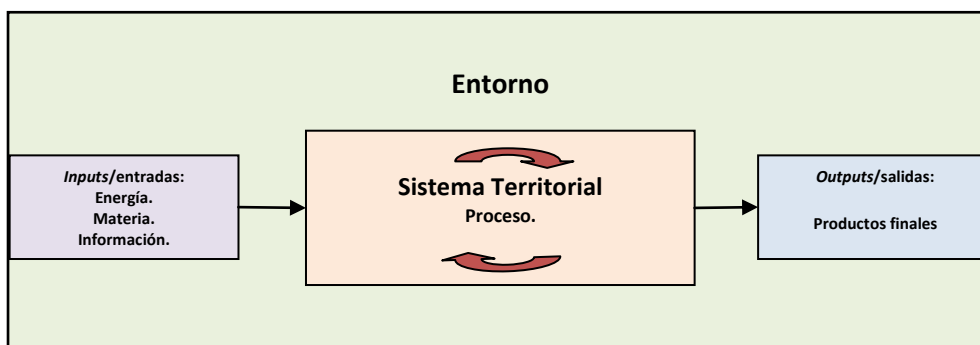 Entorno
Inputs/entradas:
Energía.
Materia.
Información.
Sistema Territorial
Proceso.
Outputs/salidas:
Productos finales